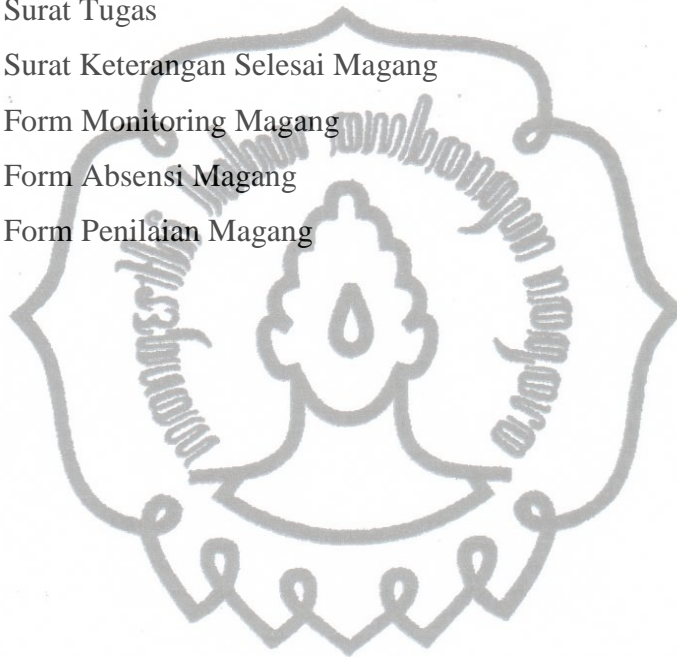 Surat Tugas
Surat Keterangan Selesai Magang
Form Monitoring Magang
Form Absensi Magang
Form Penilaian Magang